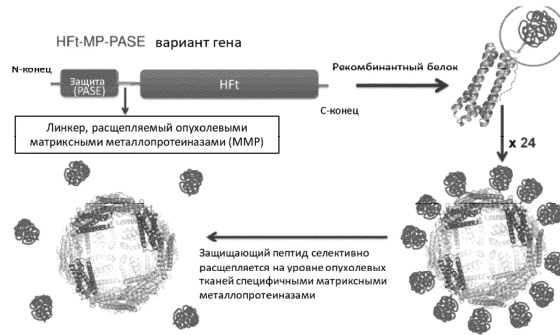 HFt-MP-PASE вариант гена
N-конец
Защита
(PASE)
HFt
Рекомбинантный белок
C-конец
Линкер, расщепляемый опухолевыми
матриксными металлопротеиназами (MMP)
x 24
Защищающий пептид селективно
расщепляется на уровне опухолевых
тканей специфичными матриксными
металлопротеиназами